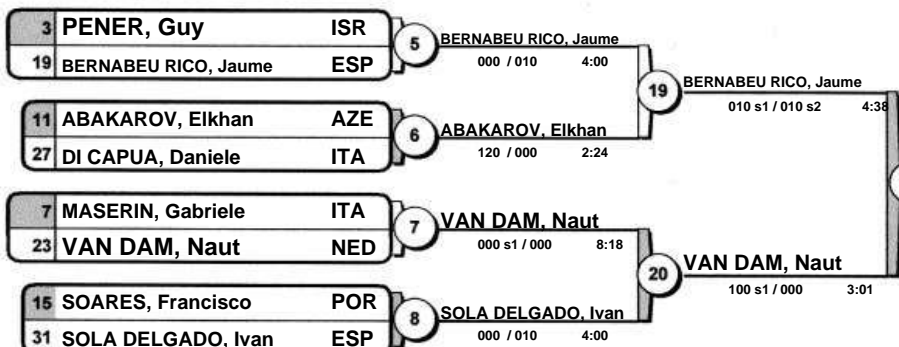 3 PENER, Guy ISR
19 BERNABEU RICO, Jaume ESP
5
BERNABEU RICO, Jaume
000 / 010 4:00
11 ABAKAROV, Elkhan AZE
27 DI CAPUA, Daniele ITA
6
ABAKAROV, Elkhan
120 / 000 2:24
19
BERNABEU RICO, Jaume
010 s1 / 010 s2 4:38
7 MASERIN, Gabriele ITA
23 VAN DAM, Naut NED
7
VAN DAM, Naut
000 s1 / 000 8:18
15 SOARES, Francisco POR
31 SOLA DELGADO, Ivan ESP
8
SOLA DELGADO, Ivan
000 / 010 4:00
20
VAN DAM, Naut
100 s1 / 000 3:01